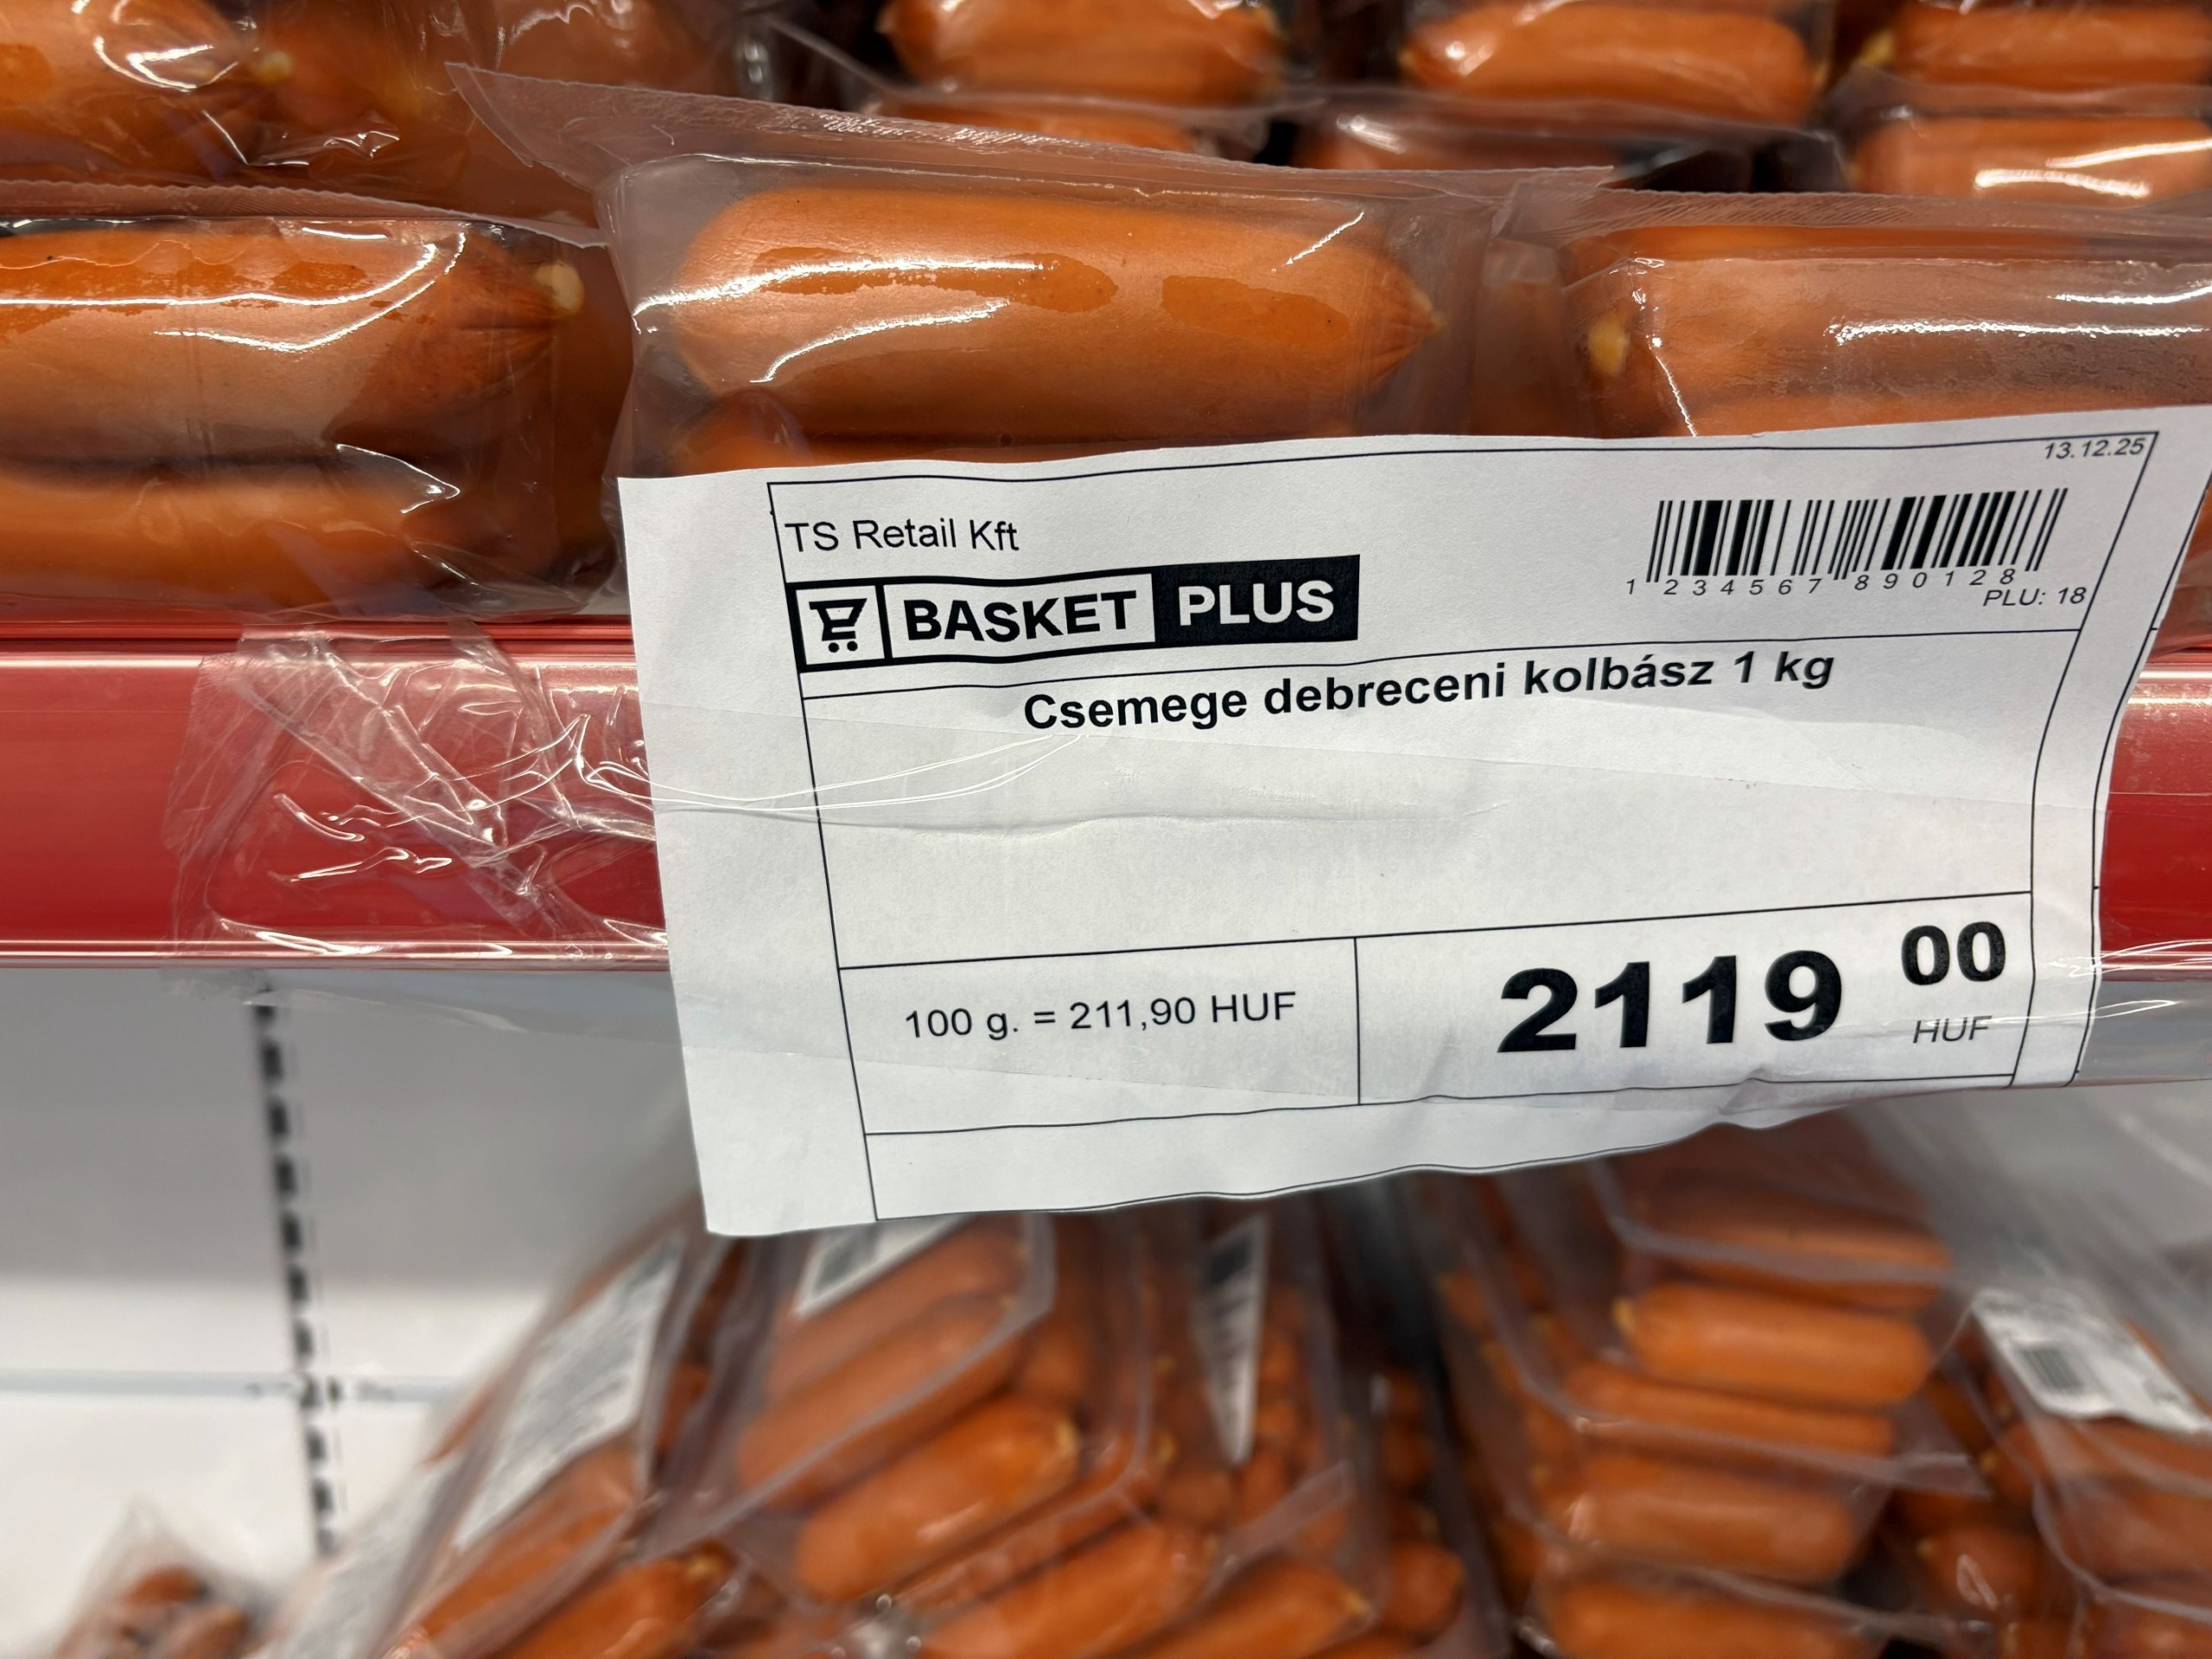 13.12.25
TS Retail Kft
BASKET PLUS
1 234567 890128
PLU: 18
Csemege debreceni kolbász 1 kg
100 g. = 211,90 HUF
2119 00
HUF